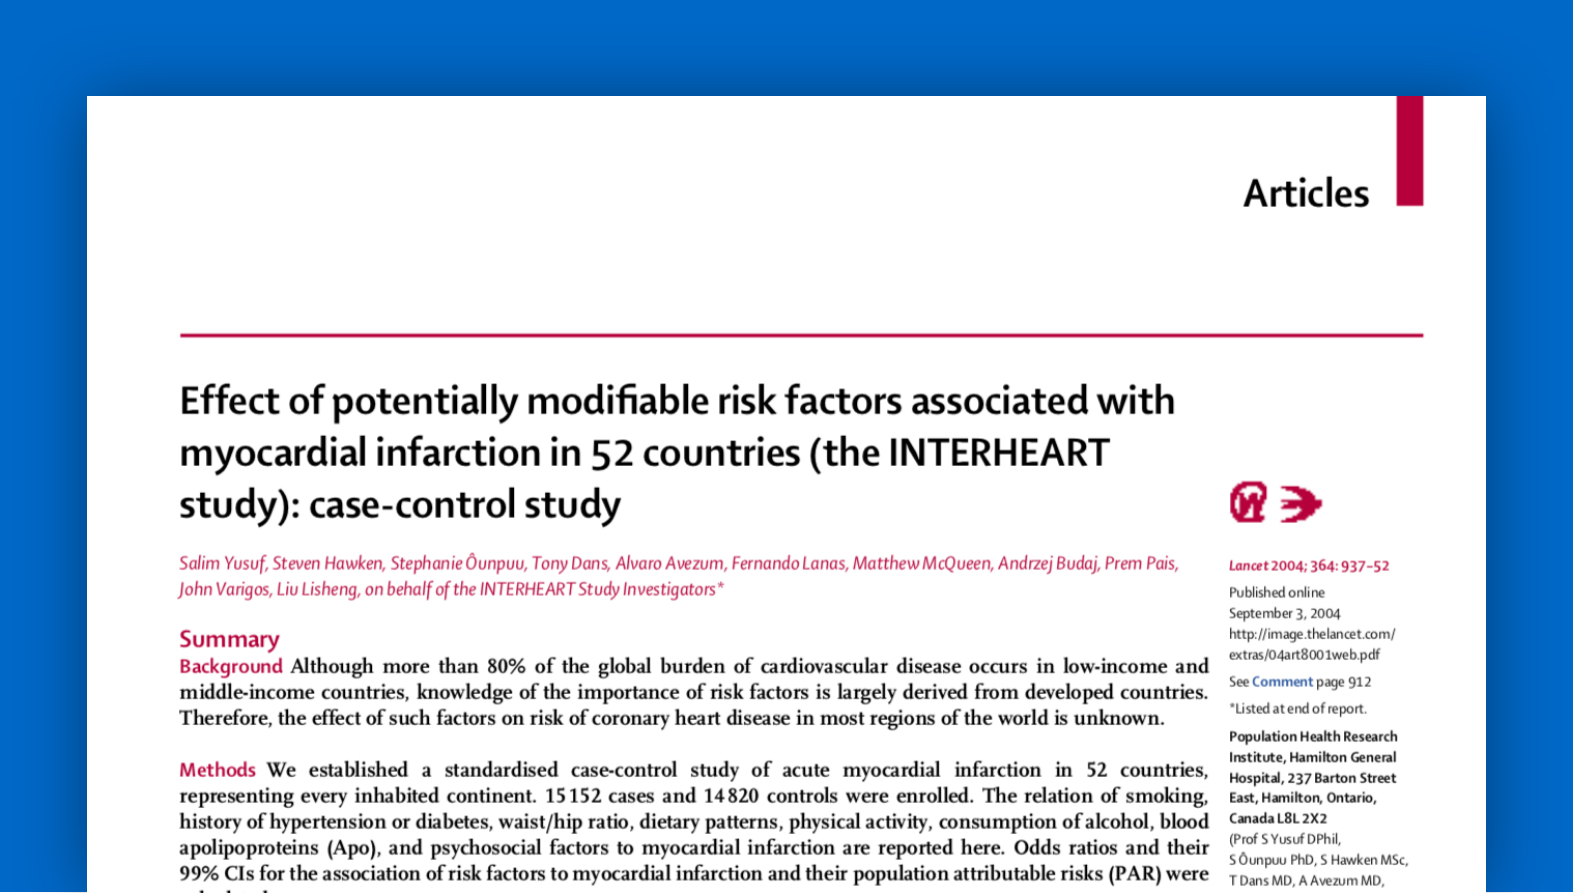 Articles
Effect of potentially modifiable risk factors associated with
myocardial infarction in 52 countries (the INTERHEART
study): case-control study
Salim Yusuf, Steven Hawken, Stephanie Ôunpuu, Tony Dans, Alvaro Avezum, Fernando Lanas, Matthew McQueen, Andrzej Budaj, Prem Pais,
John Varigos, Liu Lisheng, on behalf of the INTERHEART Study Investigators*
Summary
Background Although more than 80% of the global burden of cardiovascular disease occurs in low-income and
middle-income countries, knowledge of the importance of risk factors is largely derived from developed countries.
Therefore, the effect of such factors on risk of coronary heart disease in most regions of the world is unknown.
Methods We established a standardised case-control study of acute myocardial infarction in 52 countries,
representing every inhabited continent. 15 152 cases and 14 820 controls were enrolled. The relation of smoking,
history of hypertension or diabetes, waist/hip ratio, dietary patterns, physical activity, consumption of alcohol, blood
apolipoproteins (Apo), and psychosocial factors to myocardial infarction are reported here. Odds ratios and their
99% CIs for the association of risk factors to myocardial infarction and their population attributable risks (PAR) were
Lancet 2004; 364: 937–52
Published online
September 3, 2004
http://image.thelancet.com/
extras/04art8001web.pdf
See Comment page 912
*Listed at end of report.
Population Health Research
Institute, Hamilton General
Hospital, 237 Barton Street
East, Hamilton, Ontario,
Canada L8L 2X2
(Prof S Yusuf DPhil,
S Ôunpuu PhD, S Hawken MSc,
T Dans MD, A Avezum MD,